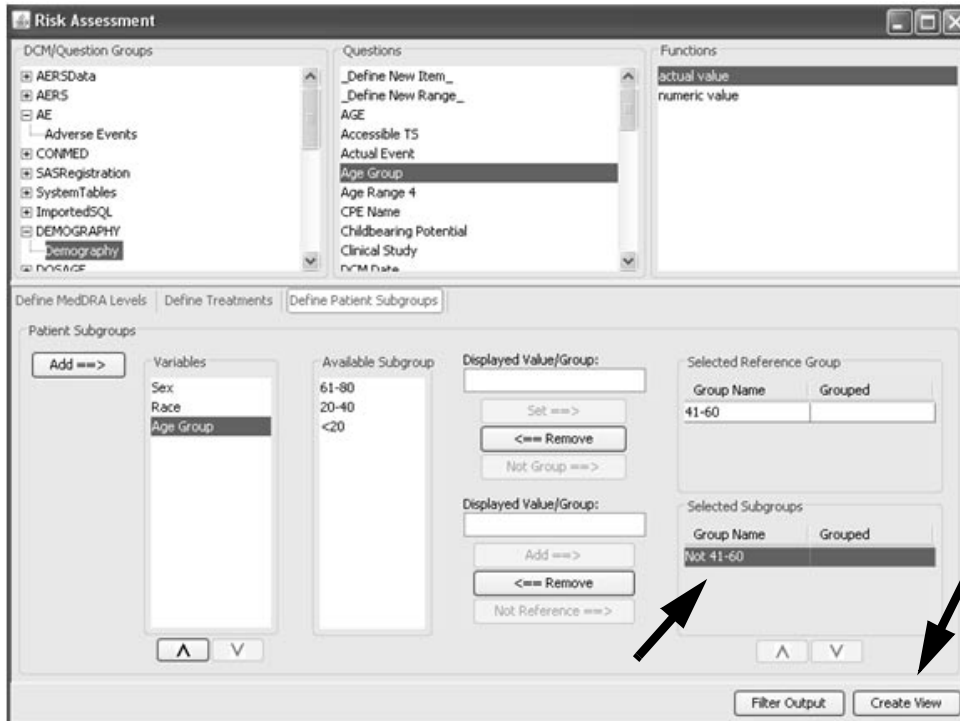 Risk Assessment
DCM/Question Groups
AERSData
AERS
AE
Adverse Events
CONMED
SASRegistration
SystemTables
ImportedSQL
DEMOGRAPHY
Demography
DOSAGE
Questions
_Define New Item_
_Define New Range_
AGE
Accessible TS
Actual Event
Age Group
Age Range 4
CPE Name
Childbearing Potential
Clinical Study
DCM Date
Functions
actual value
numeric value
Define MedDRA Levels
Define Treatments
Define Patient Subgroups
Patient Subgroups
Add ==>
Variables
Sex
Race
Age Group
Λ V
Available Subgroup
61-80
20-40
<20
Displayed Value/Group:
Set ==>
<== Remove
Not Group ==>
Displayed Value/Group:
Add ==>
<== Remove
Not Reference ==>
Selected Reference Group
Group Name Grouped
41-60
Selected Subgroups
Group Name Grouped
Not 41-60
Λ V
Filter Output
Create View